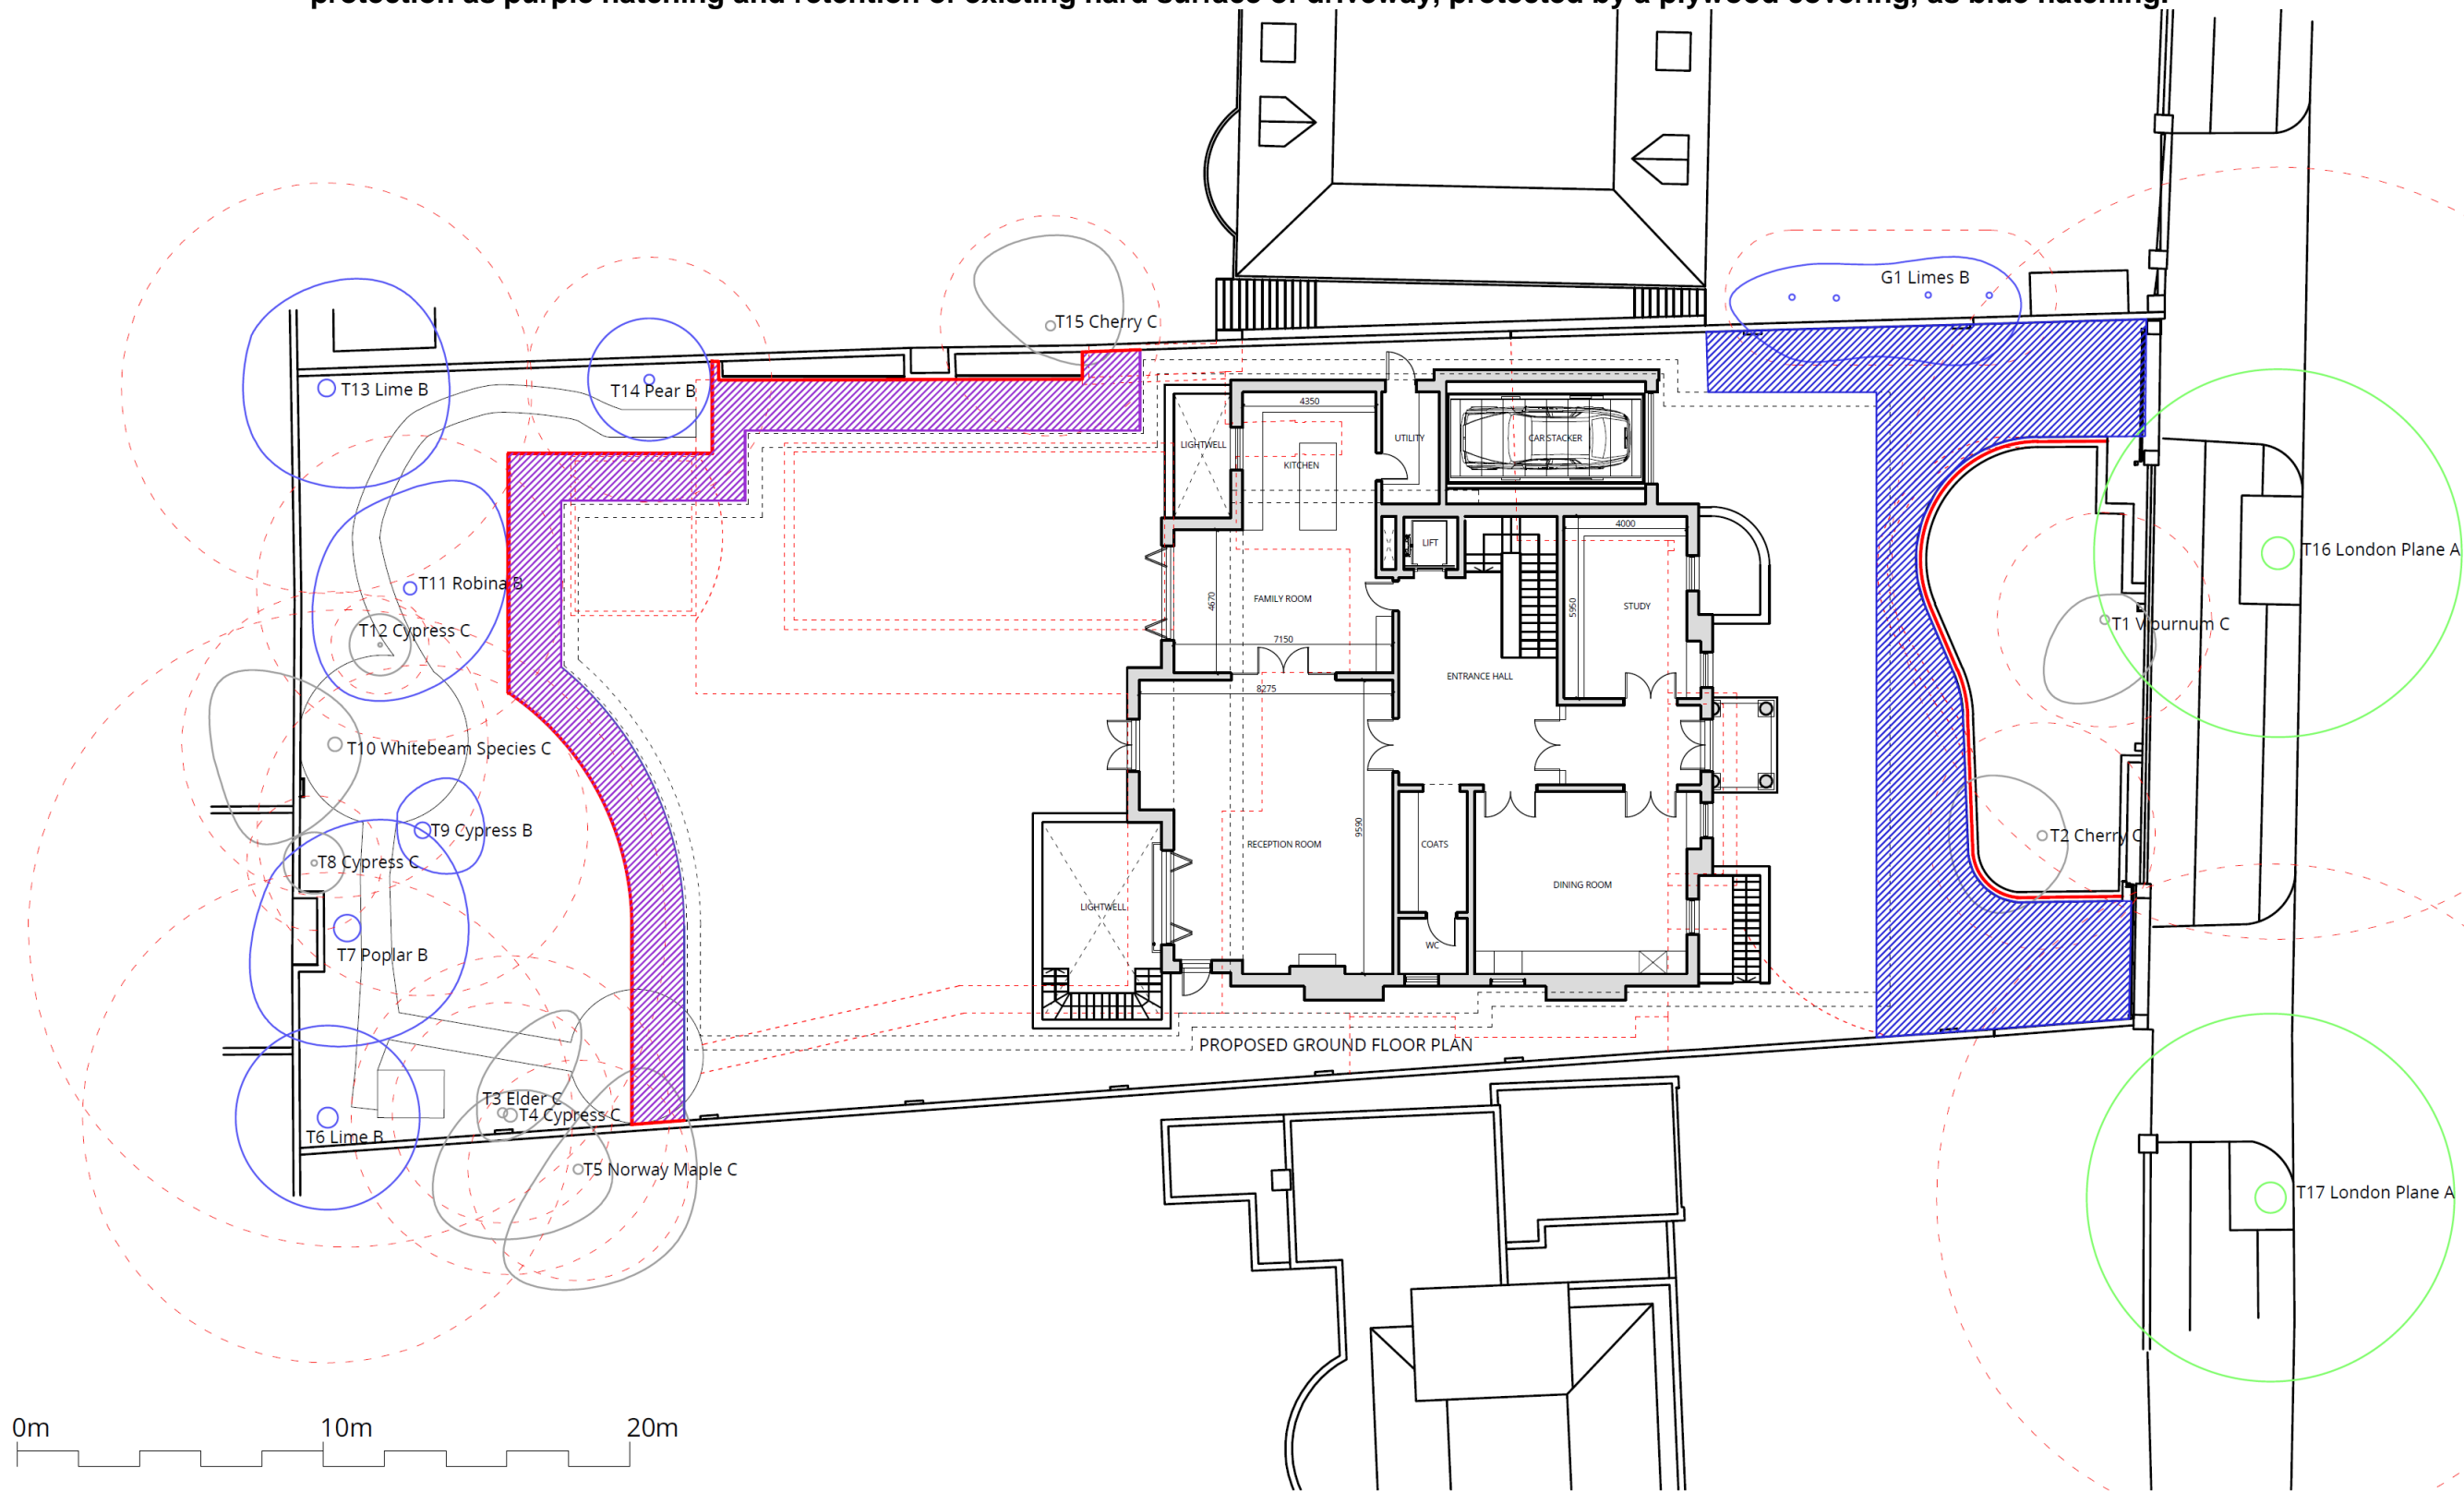 protection as purple hatching and retention of existing hard surface of driveway, protected by a plywood covering, as blue hatching.
G1 Limes B
T15 Cherry C
T13 Lime B
T14 Pear B
4350
LIGHTWELL
UTILITY
CAR STACKER
KITCHEN
4000
LIFT
T16 London Plane A
T11 Robina B
4670
FAMILY ROOM
5950
STUDY
T12 Cypress C
T1 Viburnum C
7150
ENTRANCE HALL
8275
T10 Whitebeam Species C
T9 Cypress B
9590
T2 Cherry C
RECEPTION ROOM
COATS
T8 Cypress C
DINING ROOM
LIGHTWELL
WC
T7 Poplar B
PROPOSED GROUND FLOOR PLAN
T3 Elder C
T4 Cypress C
T6 Lime B
T5 Norway Maple C
T17 London Plane A
0m 10m 20m